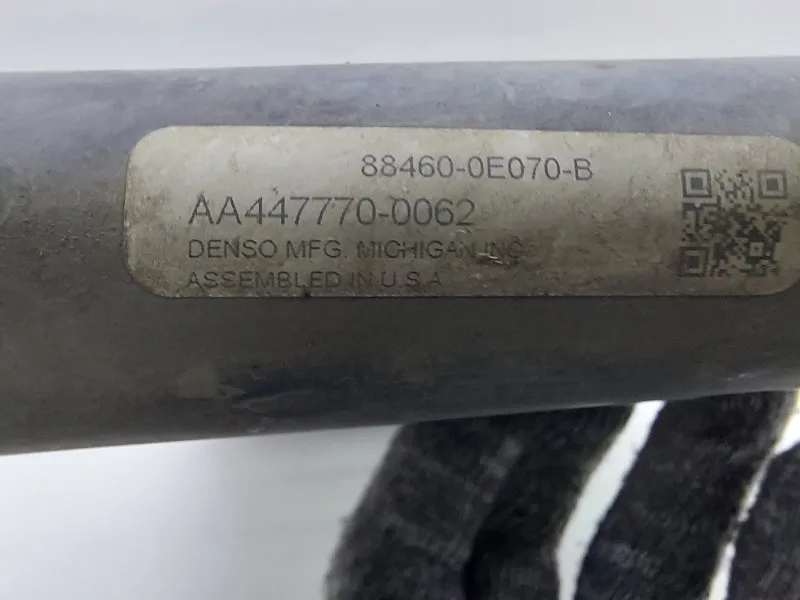 88460-0E070-B
AA447770-0062
DENSO MFG. MICHIGAN INC
ASSEMBLED IN U.S.A